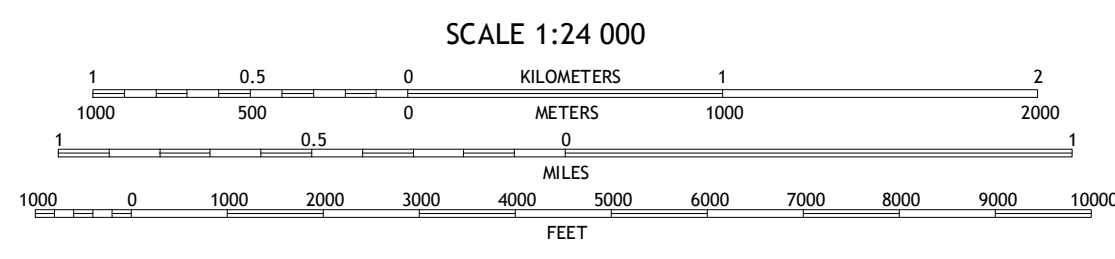 SCALE 1:24 000
1 0.5 0 KILOMETERS 1 2
1000 500 0 METERS 1000 2000
1 0.5 0 1
MILES
1000 0 1000 2000 3000 4000 5000 6000 7000 8000 9000 10000
FEET